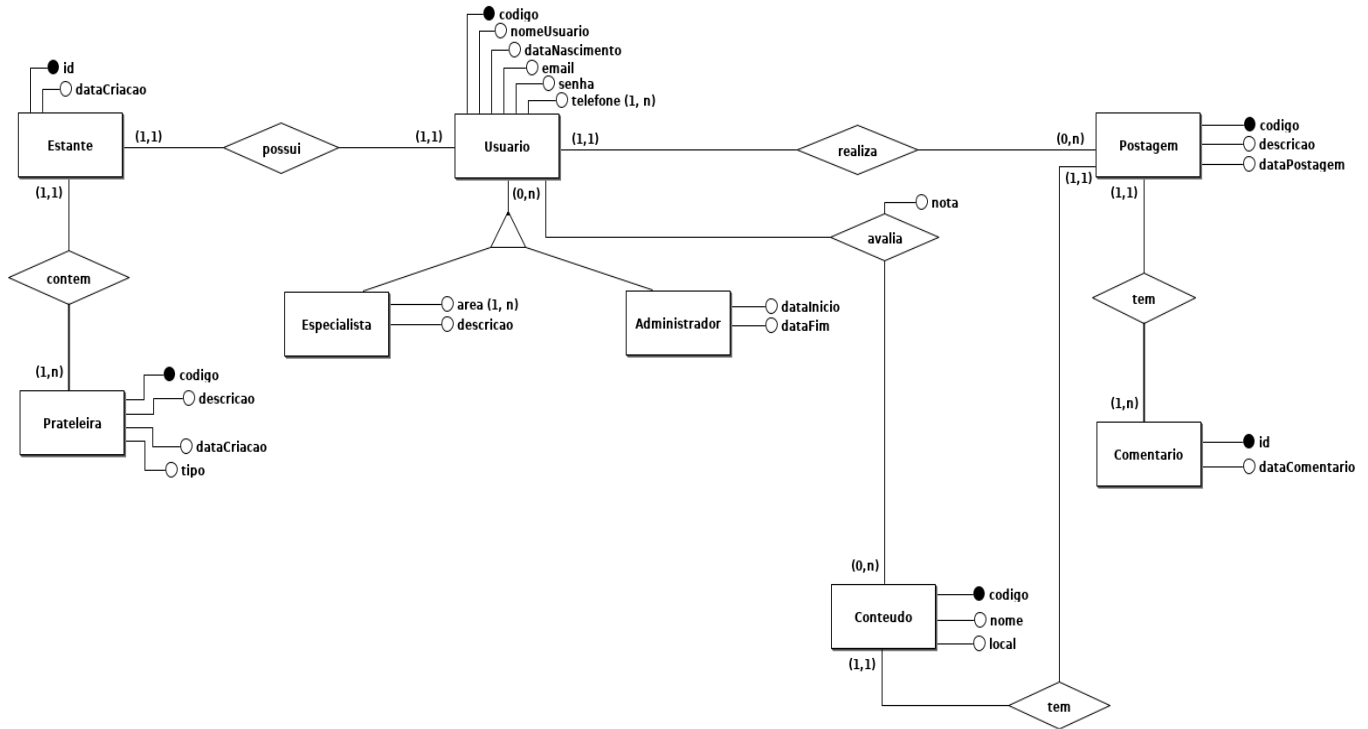 codigo
nomeUsuario
dataNascimento
email
senha
telefone (1, n)
id
dataCriacao
Estante
(1,1)
possui
(1,1)
Usuario
(1,1)
realiza
(0,n)
Postagem
codigo
descricao
dataPostagem
(1,1)
(0,n)
(1,1)
(1,1)
nota
avalia
contem
tem
Especialista
area (1, n)
descricao
Administrador
dataInicio
dataFim
(1,n)
Prateleira
codigo
descricao
dataCriacao
tipo
(1,n)
Comentario
id
dataComentario
(0,n)
Conteudo
codigo
nome
local
(1,1)
tem